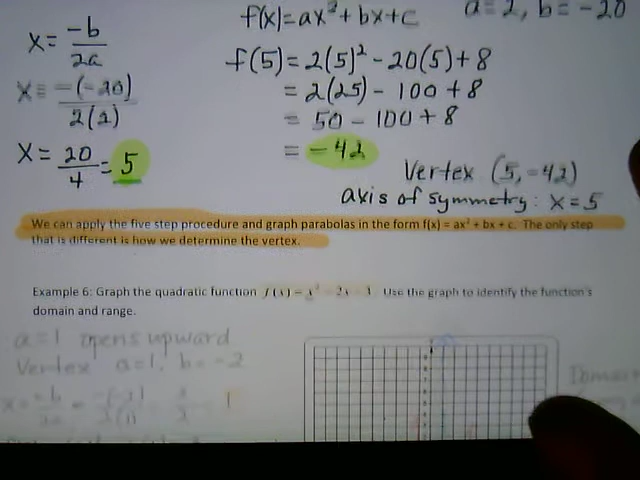 f(x)=ax²+bx+c
a=2, b=-20
x = -b/2a
x = -(-20)/2(2)
x = 20/4 = 5
f(5) = 2(5)² - 20(5) + 8
= 2(25) - 100 + 8
= 50 - 100 + 8
= -42
Vertex (5, -42)
axis of symmetry: x = 5
We can apply the five step procedure and graph parabolas in the form f(x) = ax² + bx + c. The only step
that is different is how we determine the vertex.
Example 6: Graph the quadratic function f(x) = x² - 2x - 3. Use the graph to identify the function's
domain and range.
a=1 opens upward
Vertex a=1, b=-2